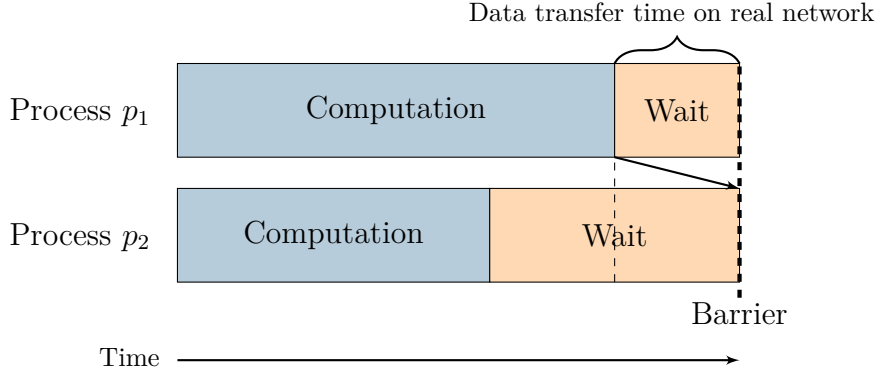 Data transfer time on real network
Process p₁
Computation
Wait
Process p₂
Computation
Wait
Barrier
Time